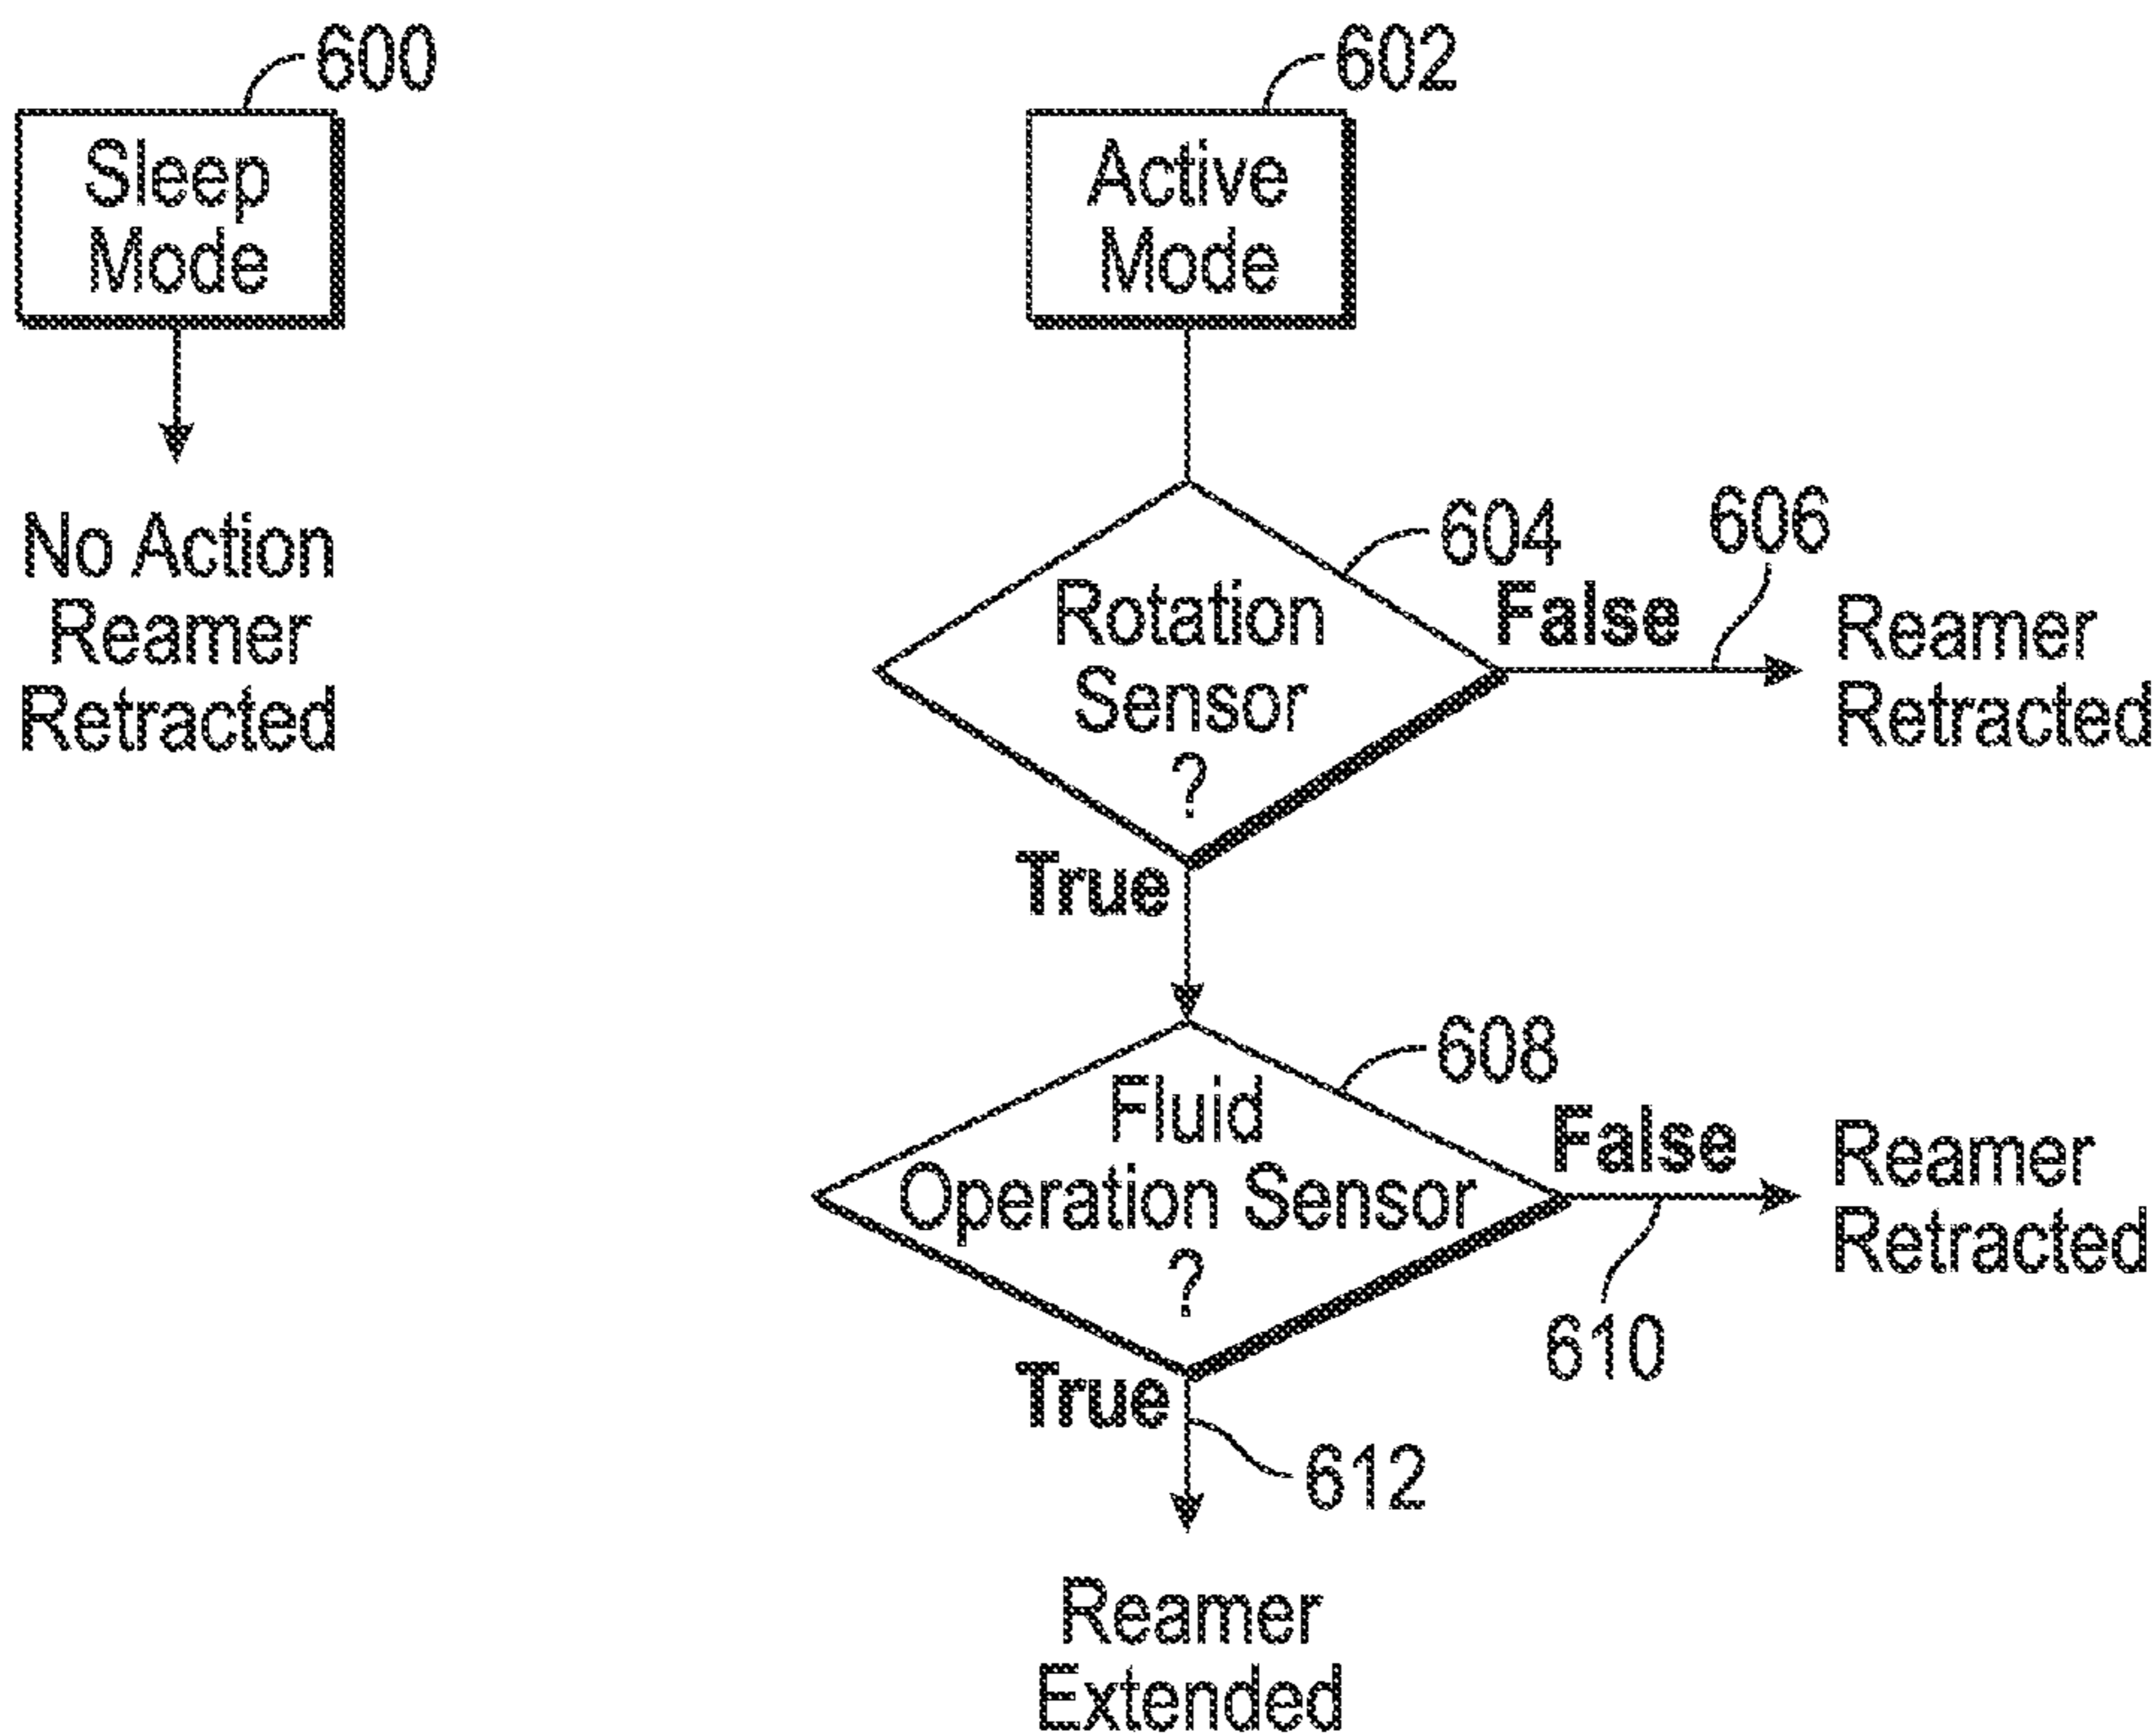 600
Sleep
Mode
No Action
Reamer
Retracted
602
Active
Mode
604
Rotation
Sensor
?
False
606
Reamer
Retracted
True
608
Fluid
Operation Sensor
?
False
610
Reamer
Retracted
True
612
Reamer
Extended